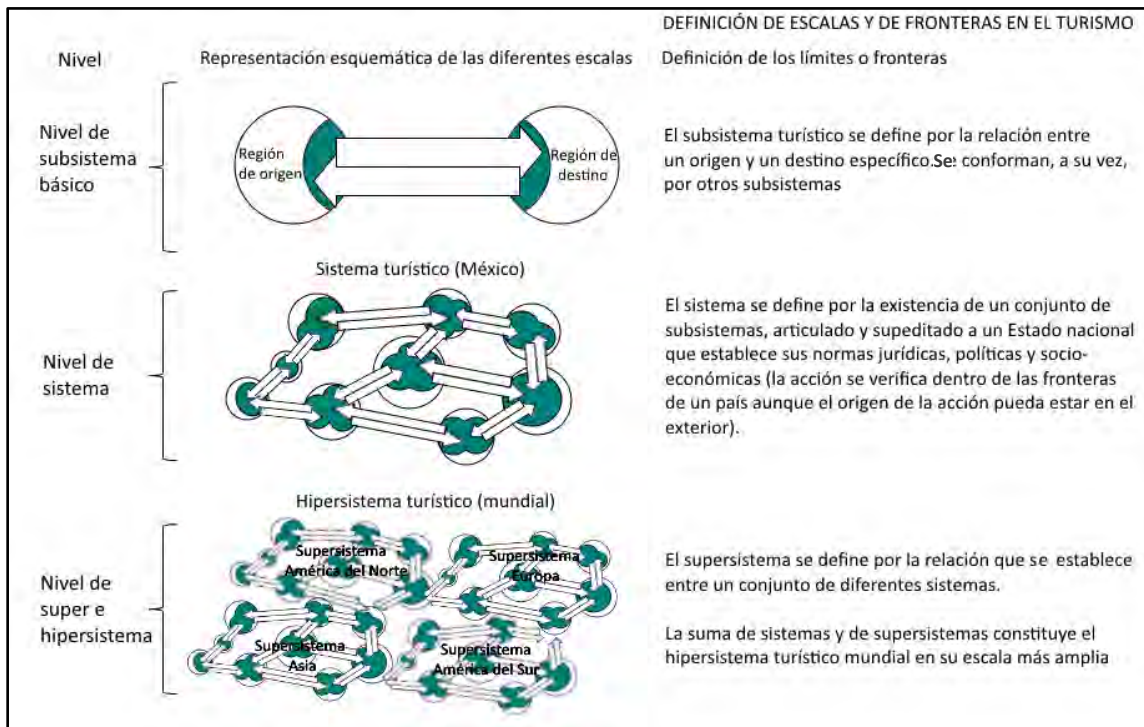 DEFINICIÓN DE ESCALAS Y DE FRONTERAS EN EL TURISMO
Nivel
Representación esquemática de las diferentes escalas
Definición de los límites o fronteras
Nivel de
subsistema
básico
Región
de origen
Región de
destino
El subsistema turístico se define por la relación entre
un origen y un destino específico.Se: conforman, a su vez,
por otros subsistemas
Sistema turístico (México)
Nivel de
sistema
El sistema se define por la existencia de un conjunto de
subsistemas, articulado y supeditado a un Estado nacional
que establece sus normas jurídicas, políticas y socio-
económicas (la acción se verifica dentro de las fronteras
de un país aunque el origen de la acción pueda estar en el
exterior).
Hipersistema turístico (mundial)
Nivel de
super e
hipersistema
Supersistema
América del Norte
Supersistema
Europa
Supersistema
Asia
Supersistema
América del Sur
El supersistema se define por la relación que se establece
entre un conjunto de diferentes sistemas.
La suma de sistemas y de supersistemas constituye el
hipersistema turístico mundial en su escala más amplia